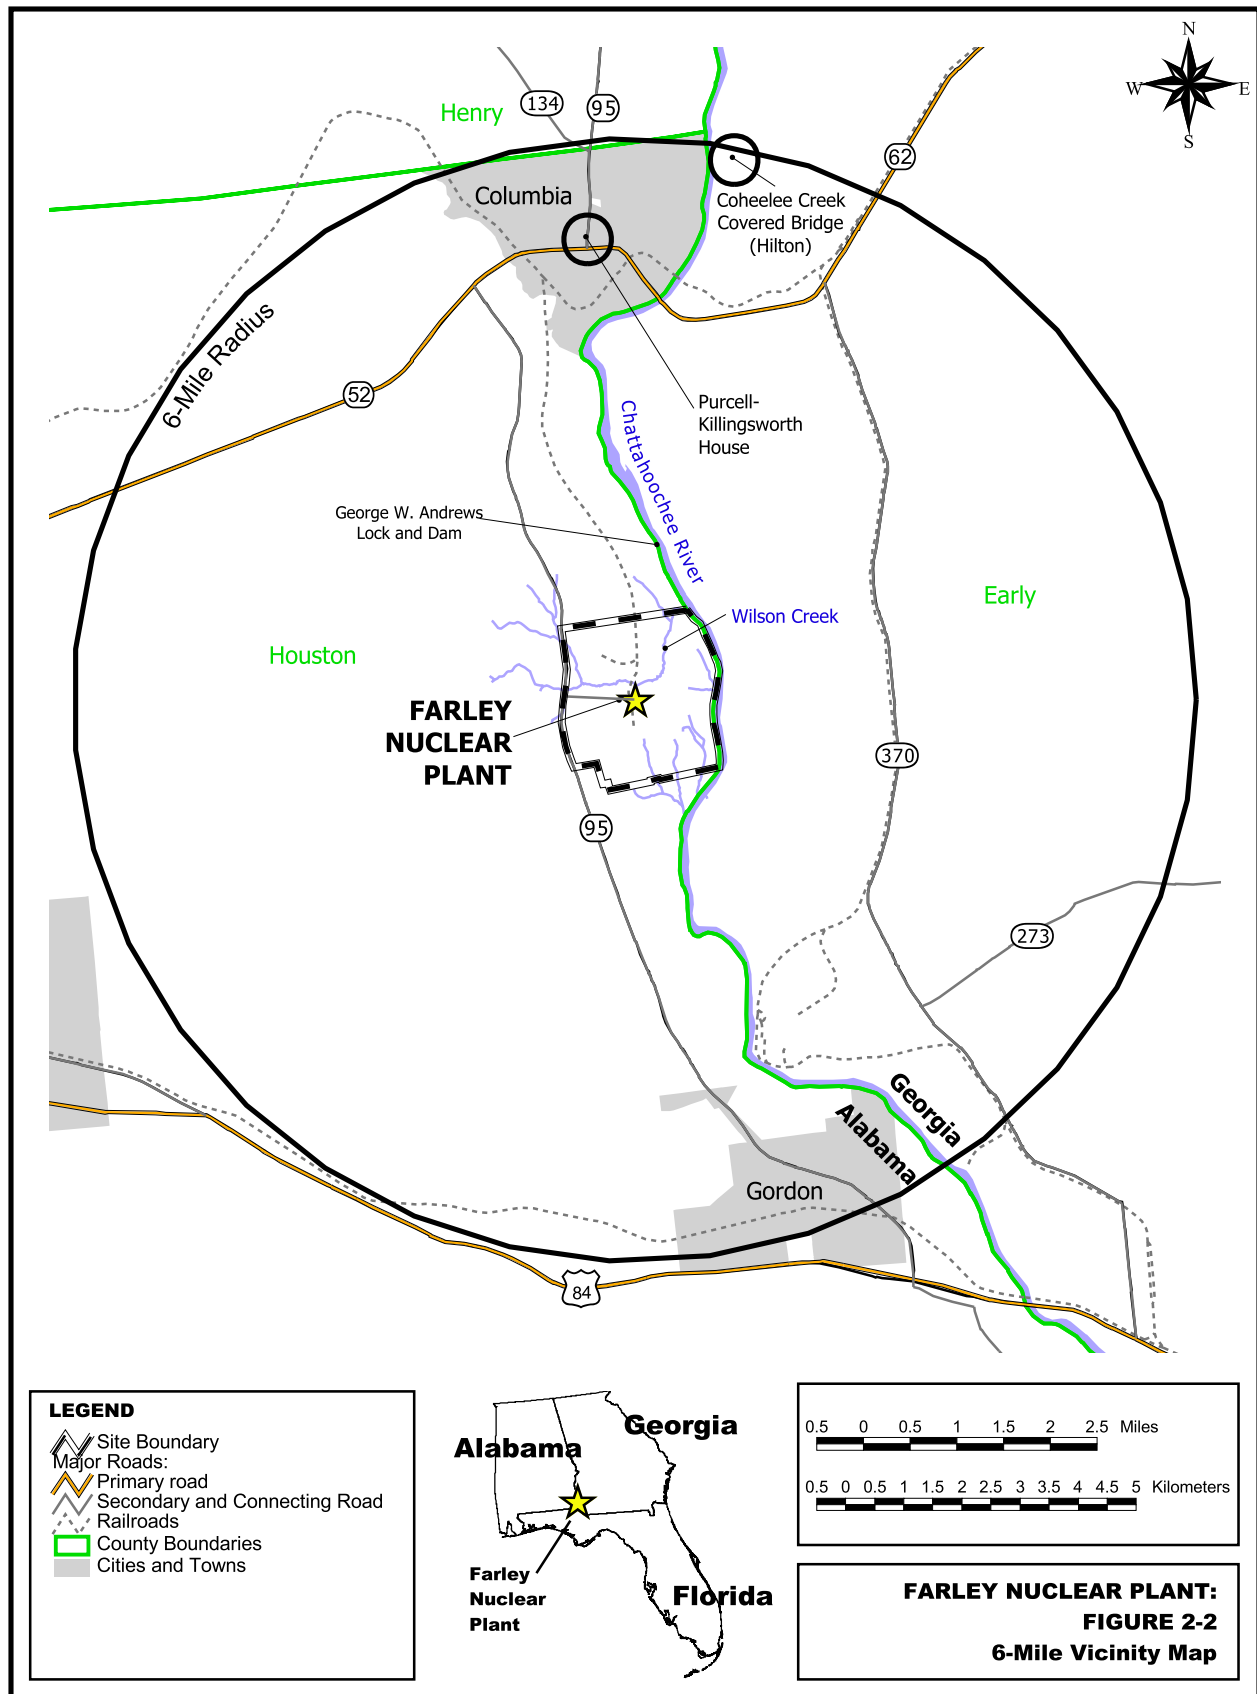 N
W
E
S
Henry
134
95
62
Columbia
Coheelee Creek
Covered Bridge
(Hilton)
6-Mile Radius
52
Purcell-
Killingsworth
House
Chattahoochee River
George W. Andrews
Lock and Dam
Early
Wilson Creek
Houston
FARLEY
NUCLEAR
PLANT
370
95
273
Georgia
Alabama
Gordon
84
LEGEND
Site Boundary
Major Roads:
Primary road
Secondary and Connecting Road
Railroads
County Boundaries
Cities and Towns
Georgia
Alabama
Farley
Nuclear
Plant
Florida
0.5 0 0.5 1 1.5 2 2.5 Miles
0.5 0 0.5 1 1.5 2 2.5 3 3.5 4 4.5 5 Kilometers
FARLEY NUCLEAR PLANT:
FIGURE 2-2
6-Mile Vicinity Map